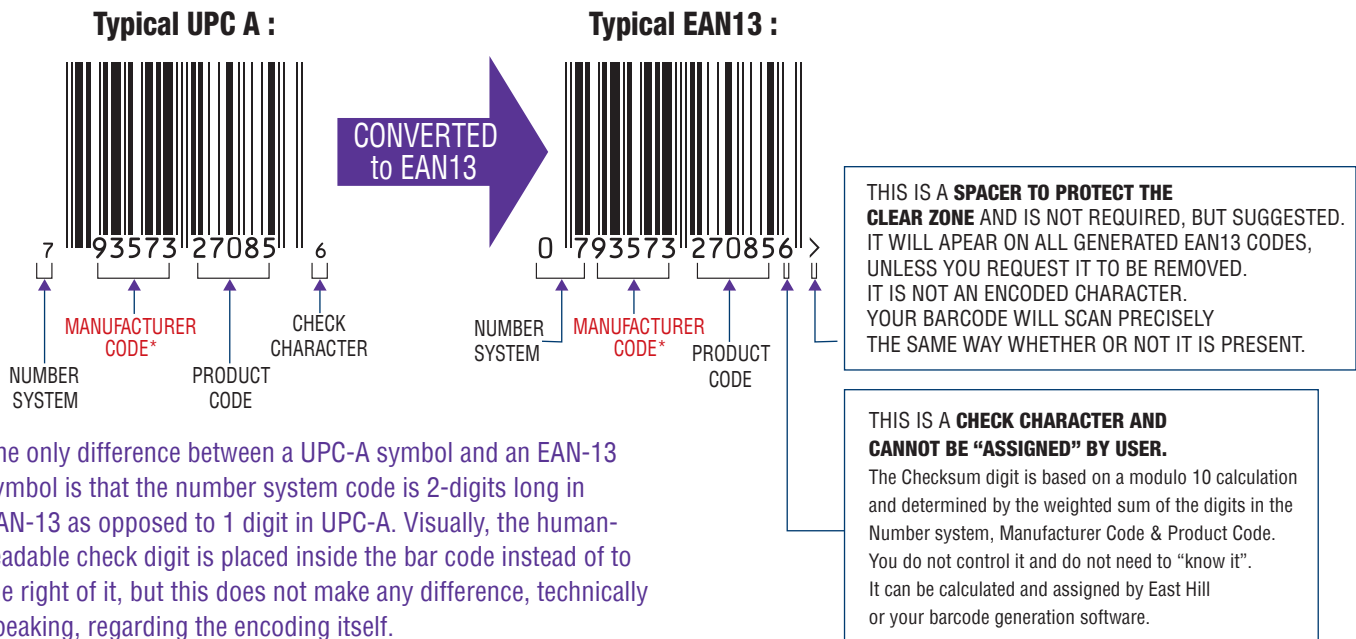 Typical UPC A :
Typical EAN13 :
CONVERTED
to EAN13
7 93573 27085 6
0 793573 270856 >
MANUFACTURER
CODE*
CHECK
CHARACTER
NUMBER
SYSTEM
PRODUCT
CODE
NUMBER
SYSTEM
MANUFACTURER
CODE*
PRODUCT
CODE
THIS IS A SPACER TO PROTECT THE
CLEAR ZONE AND IS NOT REQUIRED, BUT SUGGESTED.
IT WILL APEAR ON ALL GENERATED EAN13 CODES,
UNLESS YOU REQUEST IT TO BE REMOVED.
IT IS NOT AN ENCODED CHARACTER.
YOUR BARCODE WILL SCAN PRECISELY
THE SAME WAY WHETHER OR NOT IT IS PRESENT.
THIS IS A CHECK CHARACTER AND
CANNOT BE “ASSIGNED” BY USER.
The Checksum digit is based on a modulo 10 calculation
and determined by the weighted sum of the digits in the
Number system, Manufacturer Code & Product Code.
You do not control it and do not need to “know it”.
It can be calculated and assigned by East Hill
or your barcode generation software.
he only difference between a UPC-A symbol and an EAN-13
ymbol is that the number system code is 2-digits long in
AN-13 as opposed to 1 digit in UPC-A. Visually, the human-
eadable check digit is placed inside the bar code instead of to
e right of it, but this does not make any difference, technically
peaking, regarding the encoding itself.